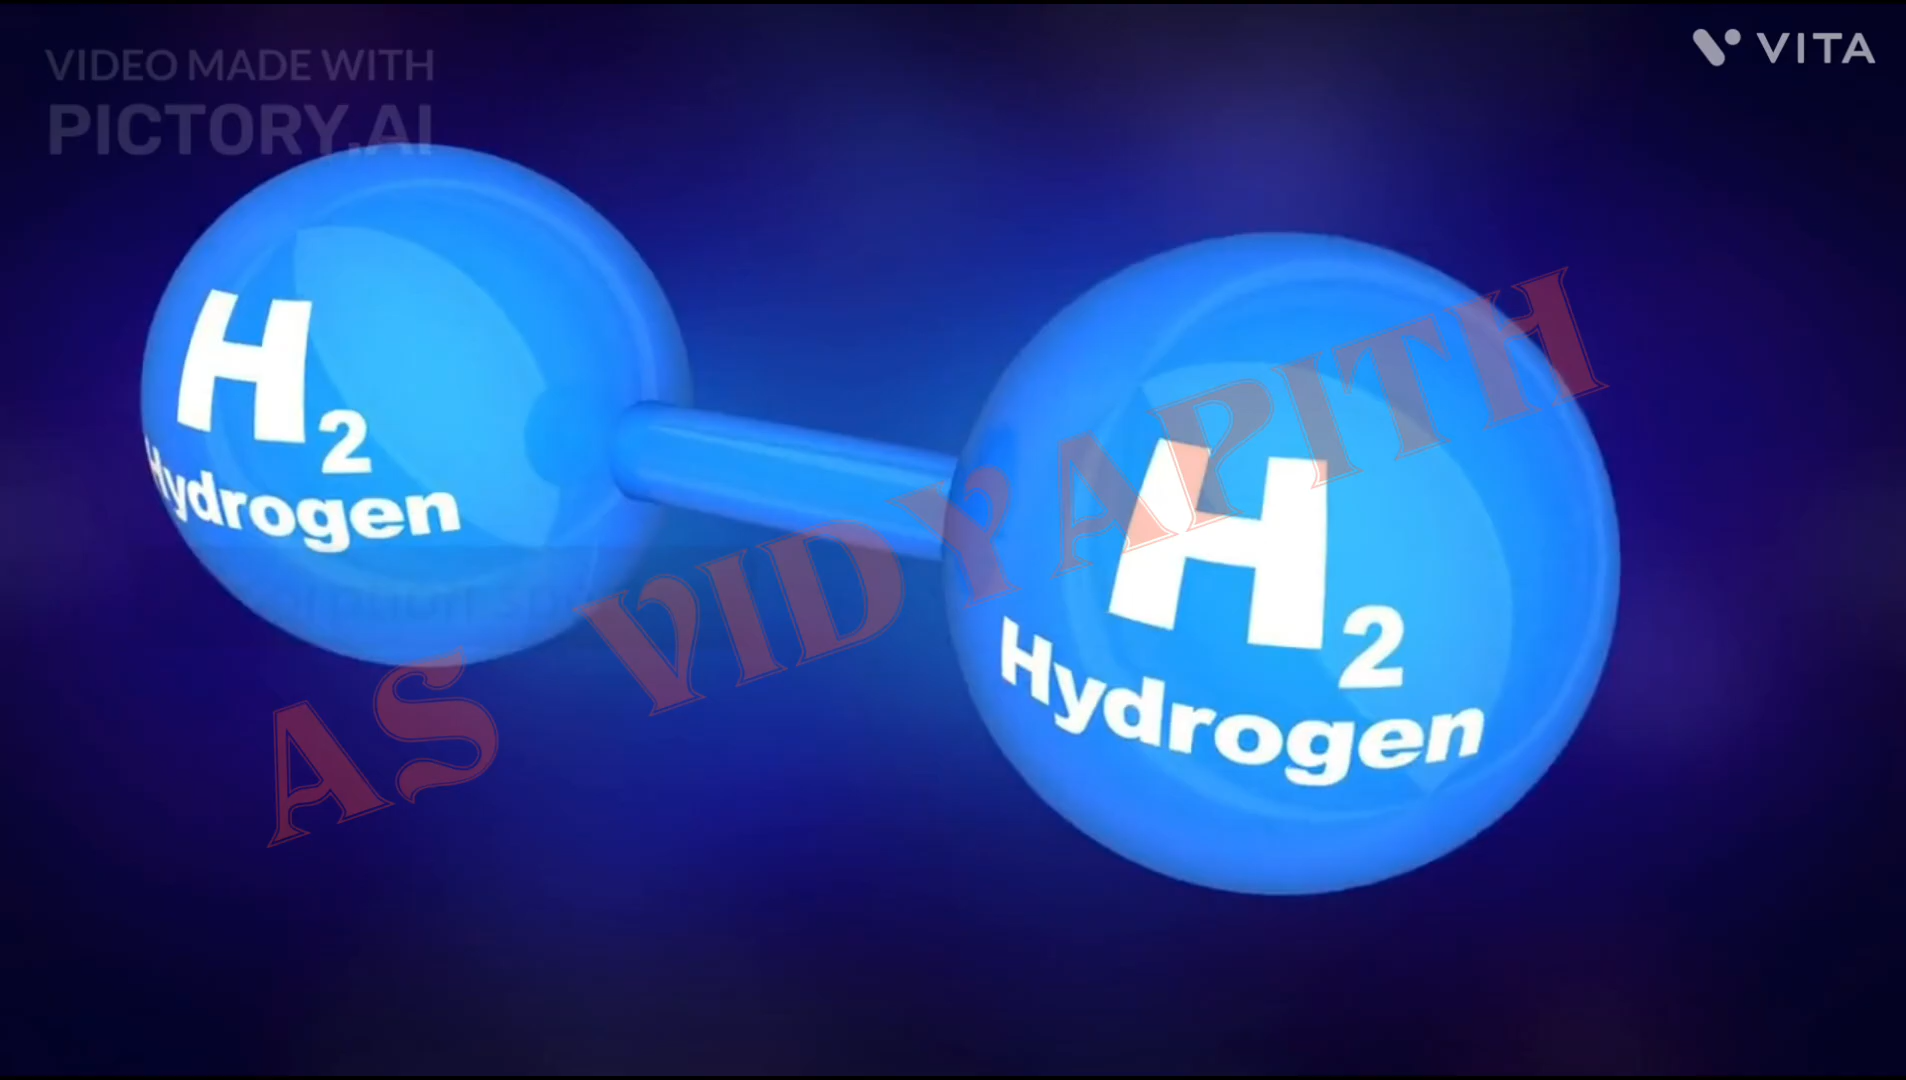 VIDEO MADE WITH
PICTORY.AI
VITA
H2
Hydrogen
H2
Hydrogen
AS VIDYAPITH